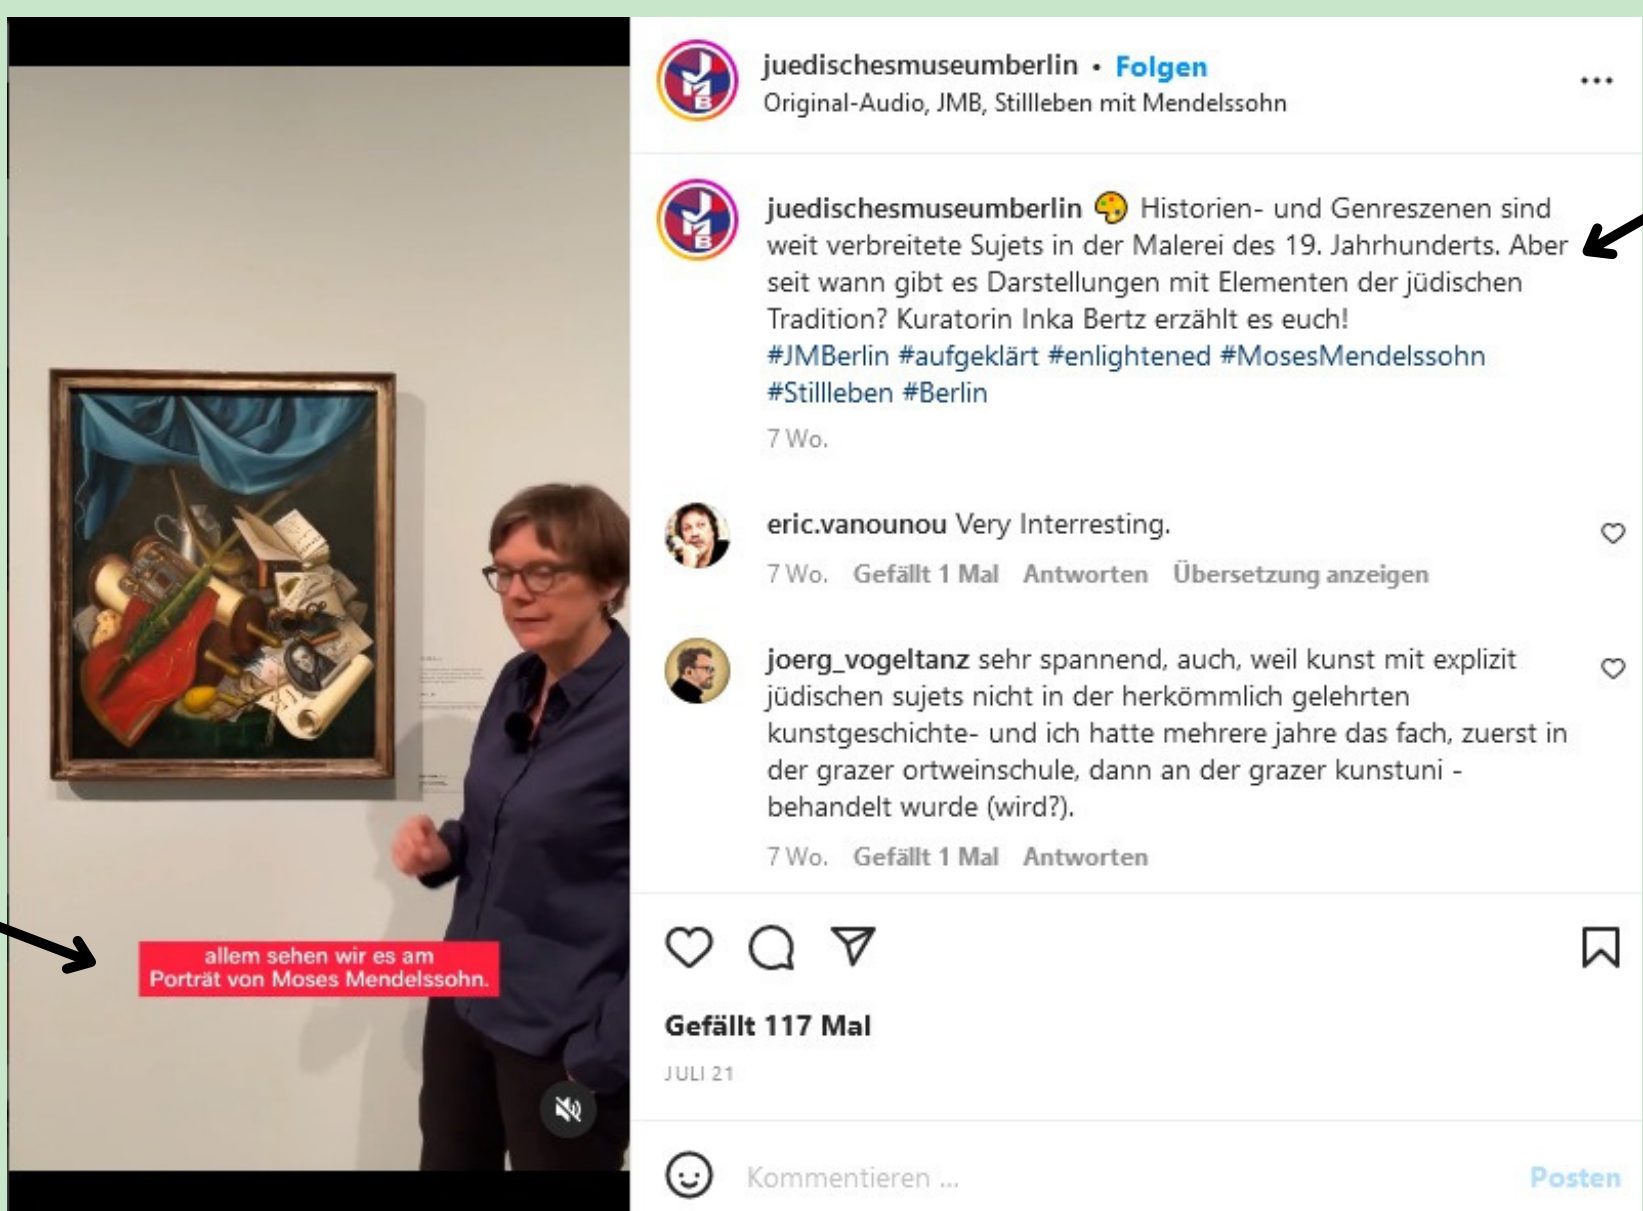 juedischesmuseumberlin • Folgen
Original-Audio, JMB, Stillleben mit Mendelssohn
juedischesmuseumberlin 🎨 Historien- und Genreszenen sind
weit verbreitete Sujets in der Malerei des 19. Jahrhunderts. Aber
seit wann gibt es Darstellungen mit Elementen der jüdischen
Tradition? Kuratorin Inka Bertz erzählt es euch!
#JMBerlin #aufgeklärt #enlightened #MosesMendelssohn
#Stillleben #Berlin
7 Wo.
eric.vanounou Very Interresting.
7 Wo. Gefällt 1 Mal Antworten Übersetzung anzeigen
joerg_vogeltanz sehr spannend, auch, weil kunst mit explizit
jüdischen sujets nicht in der herkömmlich gelehrten
kunstgeschichte- und ich hatte mehrere jahre das fach, zuerst in
der grazer ortweinschule, dann an der grazer kunstuni -
behandelt wurde (wird?).
7 Wo. Gefällt 1 Mal Antworten
Gefällt 117 Mal
JULI 21
Kommentieren ...
Posten
allem sehen wir es am
Porträt von Moses Mendelssohn.
JMB
JMB